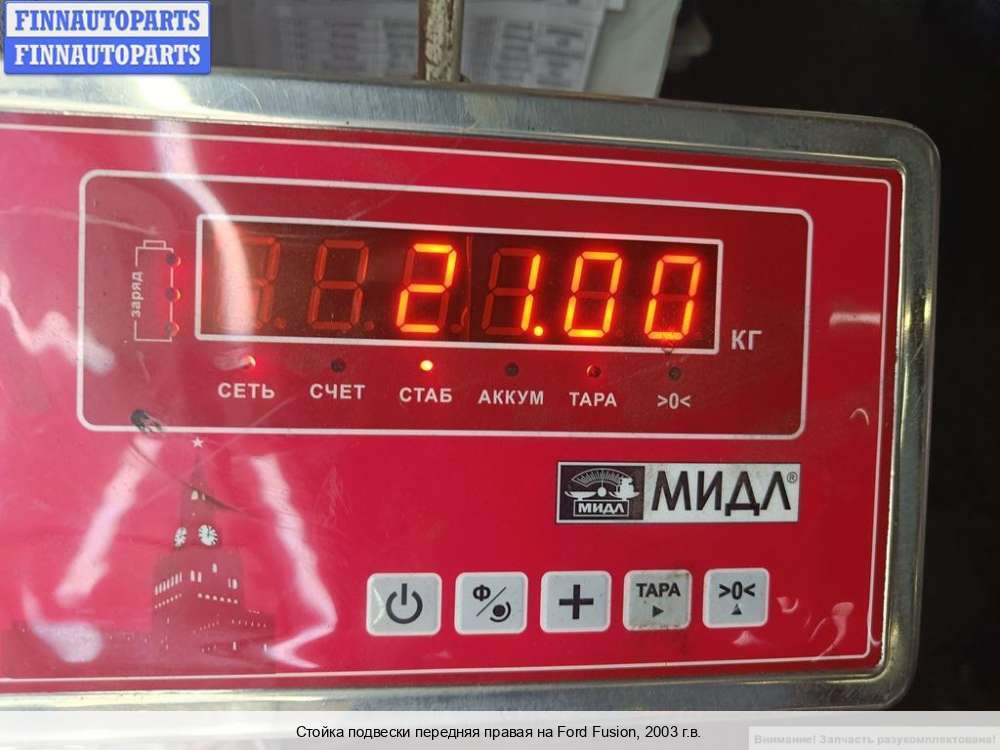 FINNAUTOPARTS
FINNAUTOPARTS
заряд
21.00
КГ
СЕТЬ СЧЕТ СТАБ АККУМ ТАРА >0<
МИДЛ МИДЛ®
Ф ТАРА >0<
Стойка подвески передняя правая на Ford Fusion, 2003 г.в.
Внимание! Запчасть разукомплектована!